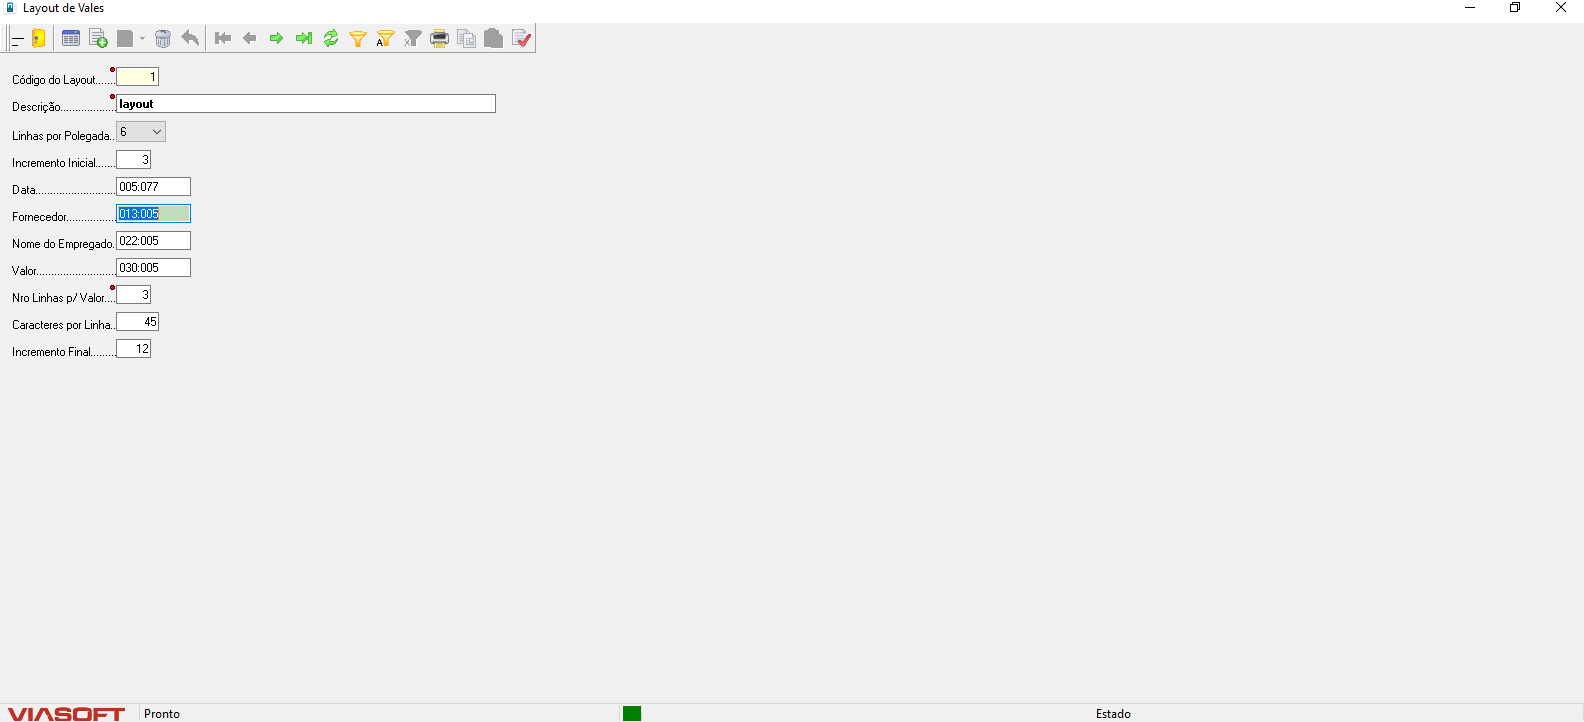 Layout de Vales
Código do Layout...... 1
Descrição................... layout
Linhas por Polegada.. 6
Incremento Inicial....... 3
Data........................... 005:077
Fornecedor................. 013:005
Nome do Empregado. 022:005
Valor........................... 030:005
Nro Linhas p/ Valor.... 3
Caracteres por Linha.. 45
Incremento Final......... 12
VIASOFT Pronto Estado